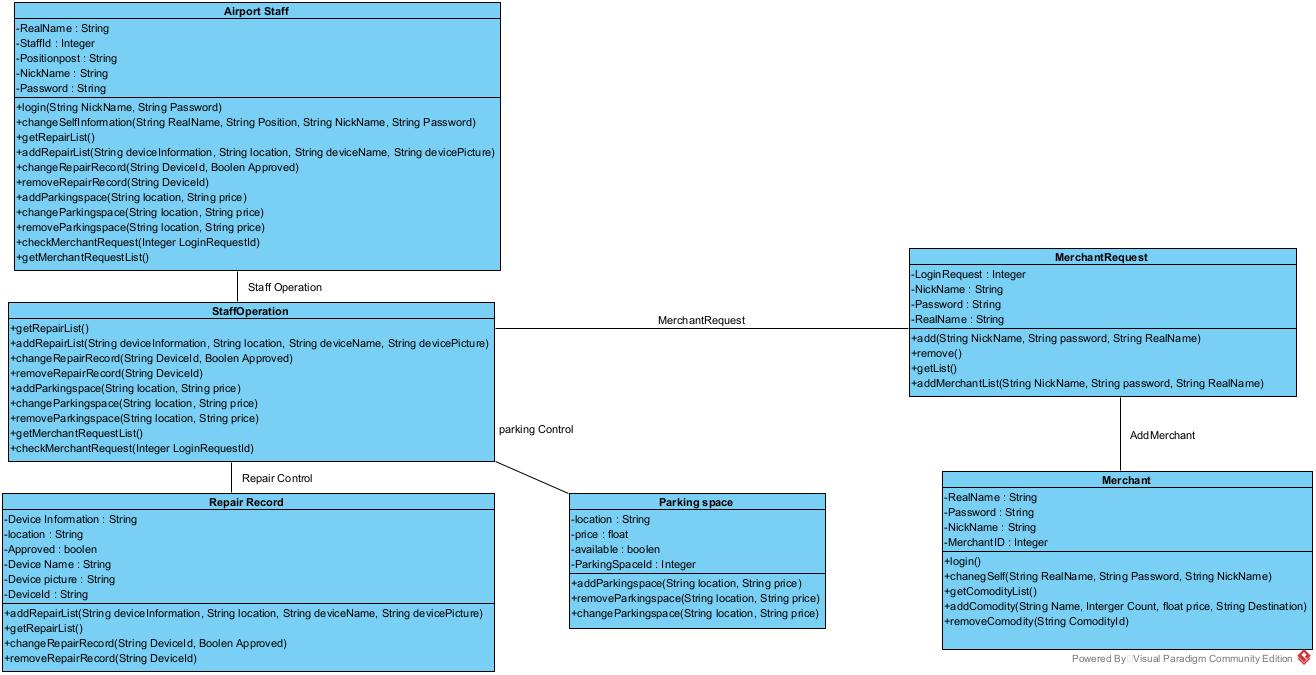 Airport Staff
-RealName : String
-StaffId : Integer
-Positionpost : String
-NickName : String
-Password : String
+login(String NickName, String Password)
+changeSelfInformation(String RealName, String Position, String NickName, String Password)
+getRepairList()
+addRepairList(String deviceInformation, String location, String deviceName, String devicePicture)
+changeRepairRecord(String DeviceId, Boolen Approved)
+removeRepairRecord(String DeviceId)
+addParkingspace(String location, String price)
+changeParkingspace(String location, String price)
+removeParkingspace(String location, String price)
+checkMerchantRequest(Integer LoginRequestId)
+getMerchantRequestList()
Staff Operation
StaffOperation
+getRepairList()
+addRepairList(String deviceInformation, String location, String deviceName, String devicePicture)
+changeRepairRecord(String DeviceId, Boolen Approved)
+removeRepairRecord(String DeviceId)
+addParkingspace(String location, String price)
+changeParkingspace(String location, String price)
+removeParkingspace(String location, String price)
+getMerchantRequestList()
+checkMerchantRequest(Integer LoginRequestId)
MerchantRequest
MerchantRequest
-LoginRequest : Integer
-NickName : String
-Password : String
-RealName : String
+add(String NickName, String password, String RealName)
+remove()
+getList()
+addMerchantList(String NickName, String password, String RealName)
parking Control
AddMerchant
Repair Control
Repair Record
-Device Information : String
-location : String
-Approved : boolen
-Device Name : String
-Device picture : String
-DeviceId : String
+addRepairList(String deviceInformation, String location, String deviceName, String devicePicture)
+getRepairList()
+changeRepairRecord(String DeviceId, Boolen Approved)
+removeRepairRecord(String DeviceId)
Parking space
-location : String
-price : float
-available : boolen
-ParkingSpaceId : Integer
+addParkingspace(String location, String price)
+removeParkingspace(String location, String price)
+changeParkingspace(String location, String price)
Merchant
-RealName : String
-Password : String
-NickName : String
-MerchantID : Integer
+login()
+chanegSelf(String RealName, String Password, String NickName)
+getComodityList()
+addComodity(String Name, Interger Count, float price, String Destination)
+removeComodity(String ComodityId)
Powered By Visual Paradigm Community Edition